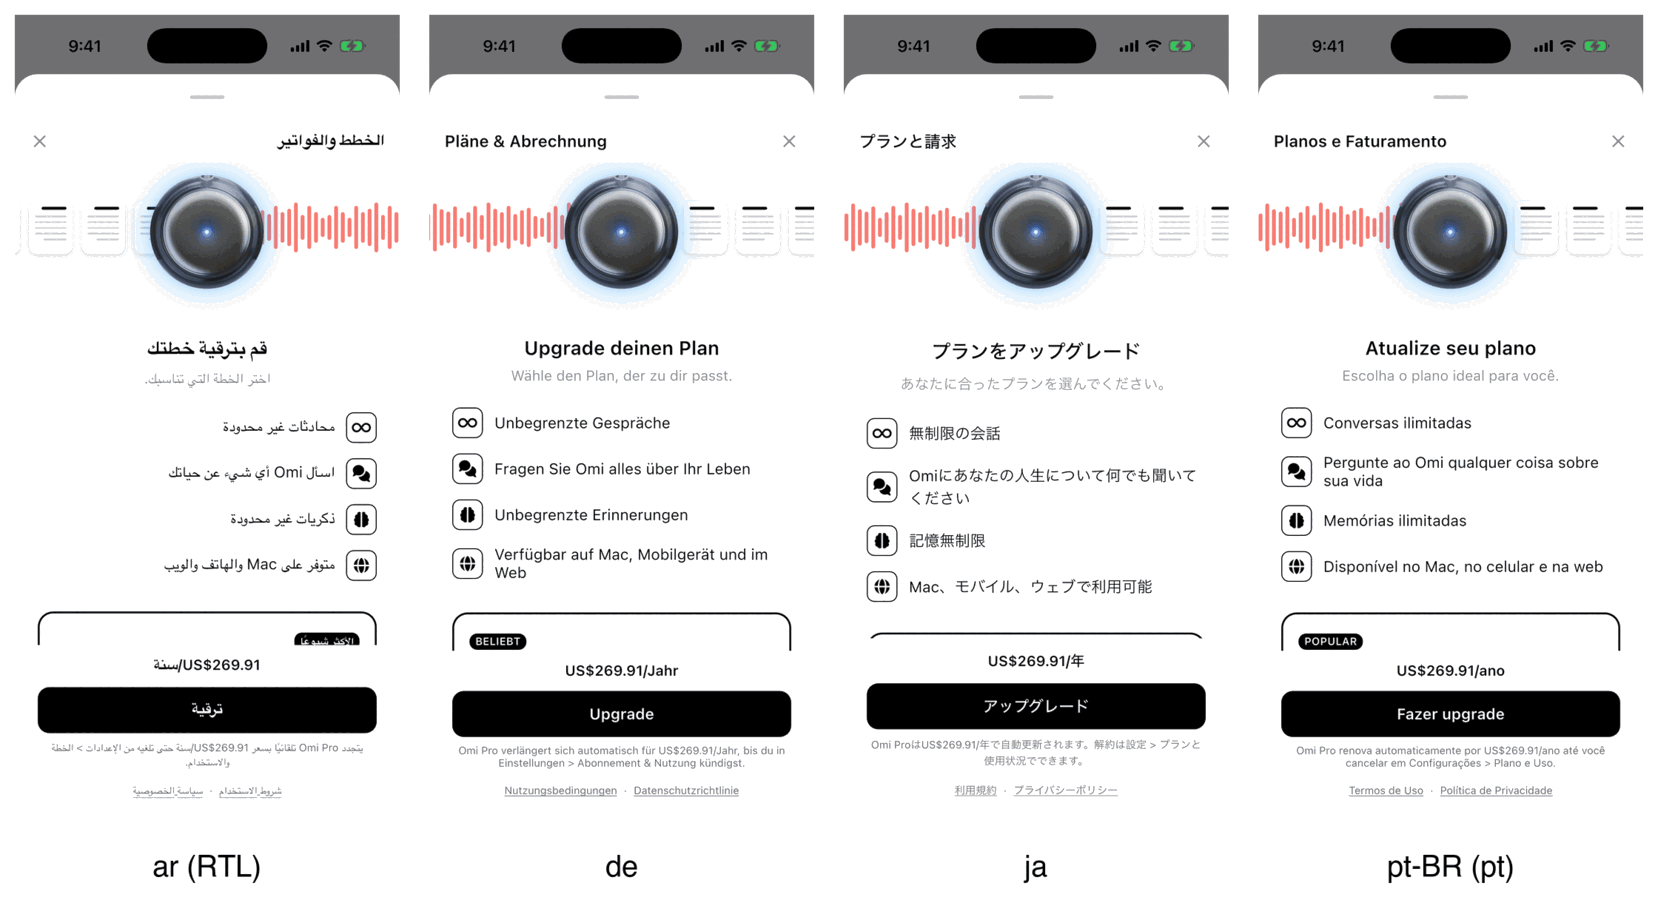 9:41
الخطط والفواتير
قم بترقية خطتك
اختر الخطة التي تناسبك.
محادثات غير محدودة
اسأل Omi أي شيء عن حياتك
ذكريات غير محدودة
متوفر على Mac والهاتف والويب
الأكثر شيوعًا
US$269.91/سنة
ترقية
يتجدد Omi Pro تلقائيًا بسعر US$269.91/سنة حتى تلغيه من الإعدادات > الخطة
والاستخدام.
شروط الاستخدام · سياسة الخصوصية
ar (RTL)
9:41
Pläne & Abrechnung
Upgrade deinen Plan
Wähle den Plan, der zu dir passt.
Unbegrenzte Gespräche
Fragen Sie Omi alles über Ihr Leben
Unbegrenzte Erinnerungen
Verfügbar auf Mac, Mobilgerät und im
Web
BELIEBT
US$269.91/Jahr
Upgrade
Omi Pro verlängert sich automatisch für US$269.91/Jahr, bis du in
Einstellungen > Abonnement & Nutzung kündigst.
Nutzungsbedingungen · Datenschutzrichtlinie
de
9:41
プランと請求
プランをアップグレード
あなたに合ったプランを選んでください。
無制限の会話
Omiにあなたの人生について何でも聞いて
ください
記憶無制限
Mac、モバイル、ウェブで利用可能
US$269.91/年
アップグレード
Omi ProはUS$269.91/年で自動更新されます。解約は設定 > プランと
使用状況でできます。
利用規約 · プライバシーポリシー
ja
9:41
Planos e Faturamento
Atualize seu plano
Escolha o plano ideal para você.
Conversas ilimitadas
Pergunte ao Omi qualquer coisa sobre
sua vida
Memórias ilimitadas
Disponível no Mac, no celular e na web
POPULAR
US$269.91/ano
Fazer upgrade
Omi Pro renova automaticamente por US$269.91/ano até você
cancelar em Configurações > Plano e Uso.
Termos de Uso · Política de Privacidade
pt-BR (pt)